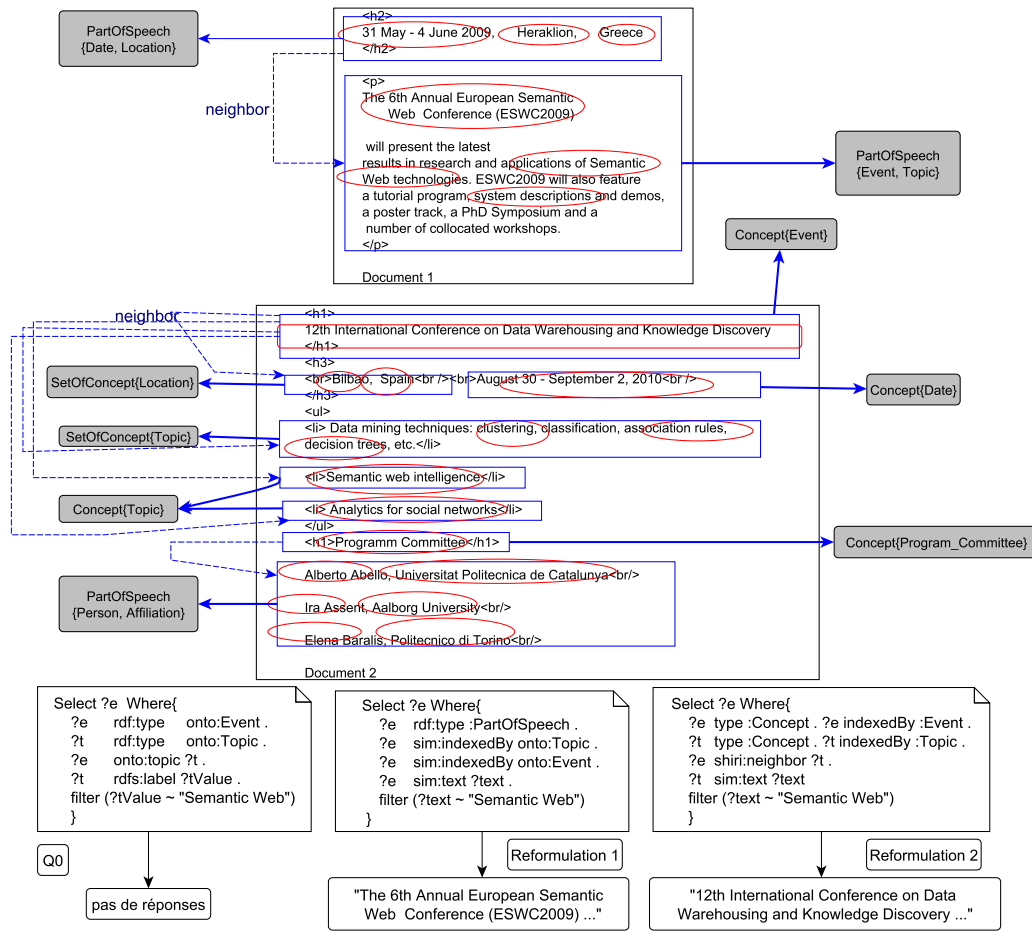 PartOfSpeech
{Date, Location}
<h2>
31 May - 4 June 2009, Heraklion, Greece
</h2>
neighbor
<p>
The 6th Annual European Semantic
Web Conference (ESWC2009)
will present the latest
results in research and applications of Semantic
Web technologies. ESWC2009 will also feature
a tutorial program, system descriptions and demos,
a poster track, a PhD Symposium and a
number of collocated workshops.
</p>
Document 1
PartOfSpeech
{Event, Topic}
Concept{Event}
neighbor
<h1>
12th International Conference on Data Warehousing and Knowledge Discovery
</h1>
<h3>
<br>Bilbao, Spain<br /><br>August 30 - September 2, 2010<br />
</h3>
<ul>
<li> Data mining techniques: clustering, classification, association rules,
decision trees, etc.</li>
<li>Semantic web intelligence</li>
<li> Analytics for social networks</li>
</ul>
<h1>Programm Committee</h1>
Alberto Abello, Universitat Politecnica de Catalunya<br/>
Ira Assent, Aalborg University<br/>
Elena Baralis, Politecnico di Torino<br/>
Document 2
SetOfConcept{Location}
Concept{Date}
SetOfConcept{Topic}
Concept{Topic}
Concept{Program_Committee}
PartOfSpeech
{Person, Affiliation}
Select ?e Where{
?e rdf:type onto:Event .
?t rdf:type onto:Topic .
?e onto:topic ?t .
?t rdfs:label ?tValue .
filter (?tValue ~ "Semantic Web")
}
Q0
pas de réponses
Select ?e Where{
?e rdf:type :PartOfSpeech .
?e sim:indexedBy onto:Topic .
?e sim:indexedBy onto:Event .
?e sim:text ?text .
filter (?text ~ "Semantic Web")
}
Reformulation 1
"The 6th Annual European Semantic
Web Conference (ESWC2009) ..."
Select ?e Where{
?e type :Concept . ?e indexedBy :Event .
?t type :Concept . ?t indexedBy :Topic .
?e shiri:neighbor ?t .
?t sim:text ?text
filter (?text ~ "Semantic Web")
}
Reformulation 2
"12th International Conference on Data
Warehousing and Knowledge Discovery ..."